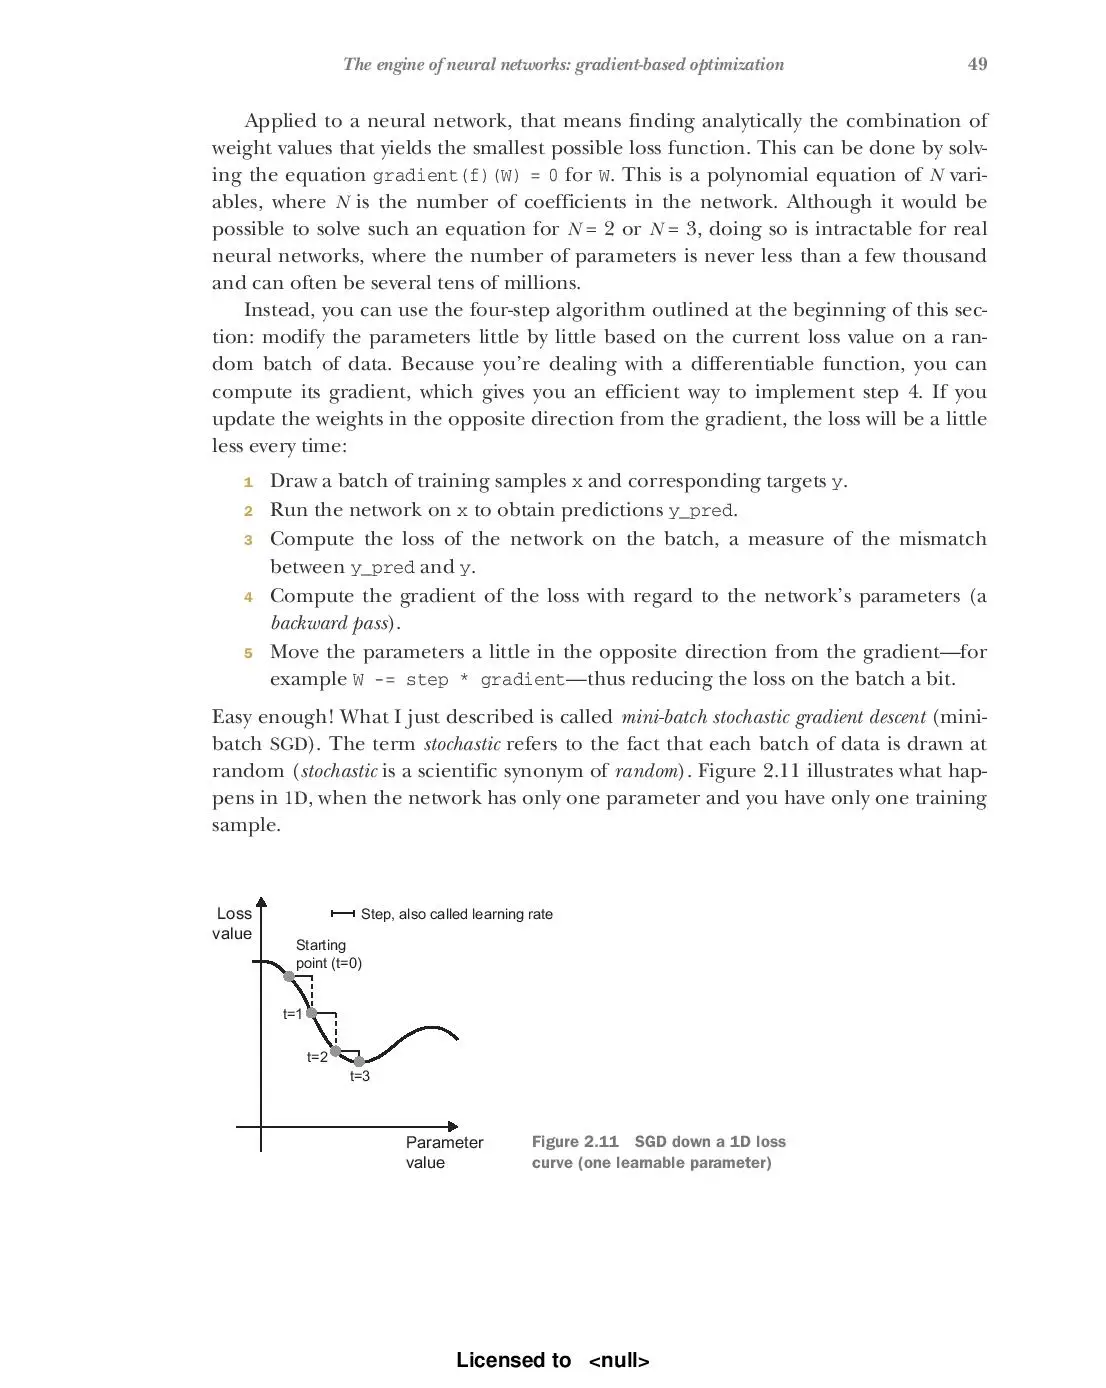 The engine of neural networks: gradient-based optimization 49
Applied to a neural network, that means finding analytically the combination of
weight values that yields the smallest possible loss function. This can be done by solv-
ing the equation gradient(f)(W) = 0 for W. This is a polynomial equation of N vari-
ables, where N is the number of coefficients in the network. Although it would be
possible to solve such an equation for N = 2 or N = 3, doing so is intractable for real
neural networks, where the number of parameters is never less than a few thousand
and can often be several tens of millions.
Instead, you can use the four-step algorithm outlined at the beginning of this sec-
tion: modify the parameters little by little based on the current loss value on a ran-
dom batch of data. Because you’re dealing with a differentiable function, you can
compute its gradient, which gives you an efficient way to implement step 4. If you
update the weights in the opposite direction from the gradient, the loss will be a little
less every time:
1 Draw a batch of training samples x and corresponding targets y.
2 Run the network on x to obtain predictions y_pred.
3 Compute the loss of the network on the batch, a measure of the mismatch
between y_pred and y.
4 Compute the gradient of the loss with regard to the network’s parameters (a
backward pass).
5 Move the parameters a little in the opposite direction from the gradient—for
example W -= step * gradient—thus reducing the loss on the batch a bit.
Easy enough! What I just described is called mini-batch stochastic gradient descent (mini-
batch SGD). The term stochastic refers to the fact that each batch of data is drawn at
random (stochastic is a scientific synonym of random). Figure 2.11 illustrates what hap-
pens in 1D, when the network has only one parameter and you have only one training
sample.
Loss
value
Step, also called learning rate
Starting
point (t=0)
t=1
t=2
t=3
Parameter
value
Figure 2.11 SGD down a 1D loss
curve (one learnable parameter)
Licensed to <null>